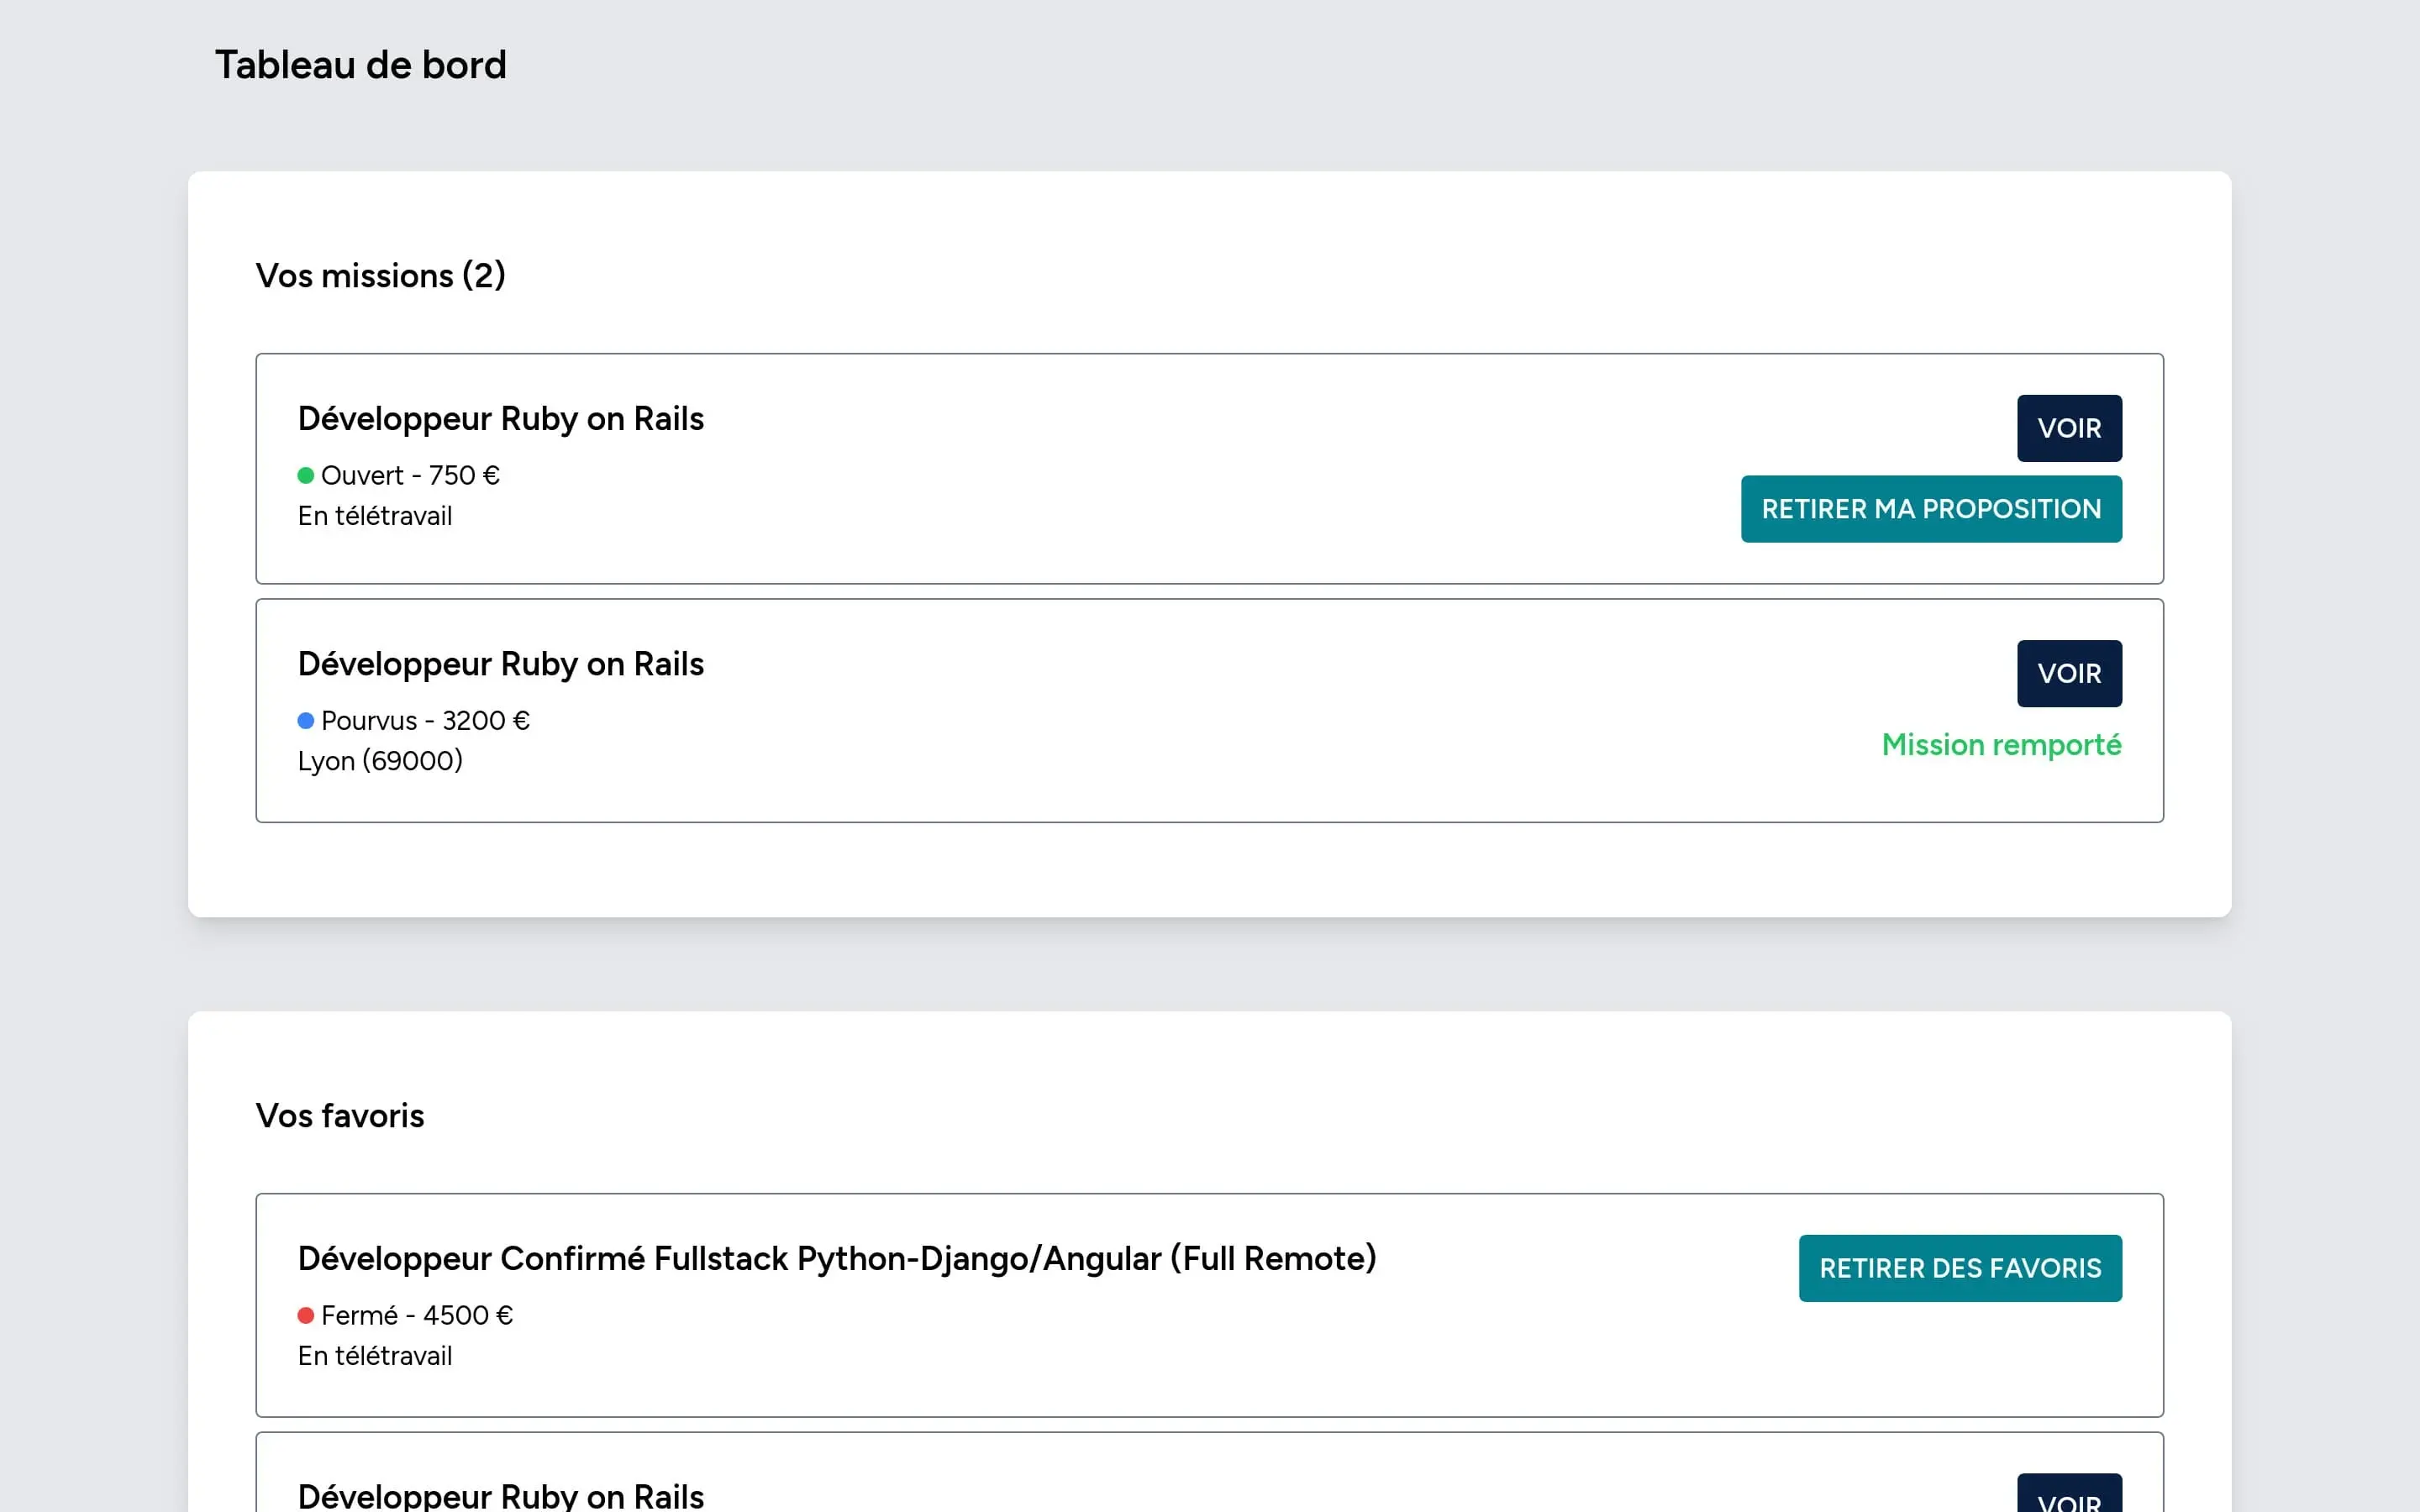 Tableau de bord
Vos missions (2)
Développeur Ruby on Rails
Ouvert - 750 €
En télétravail
VOIR
RETIRER MA PROPOSITION
Développeur Ruby on Rails
Pourvus - 3200 €
Lyon (69000)
VOIR
Mission remporté
Vos favoris
Développeur Confirmé Fullstack Python-Django/Angular (Full Remote)
Fermé - 4500 €
En télétravail
RETIRER DES FAVORIS
Développeur Ruby on Rails
VOIR